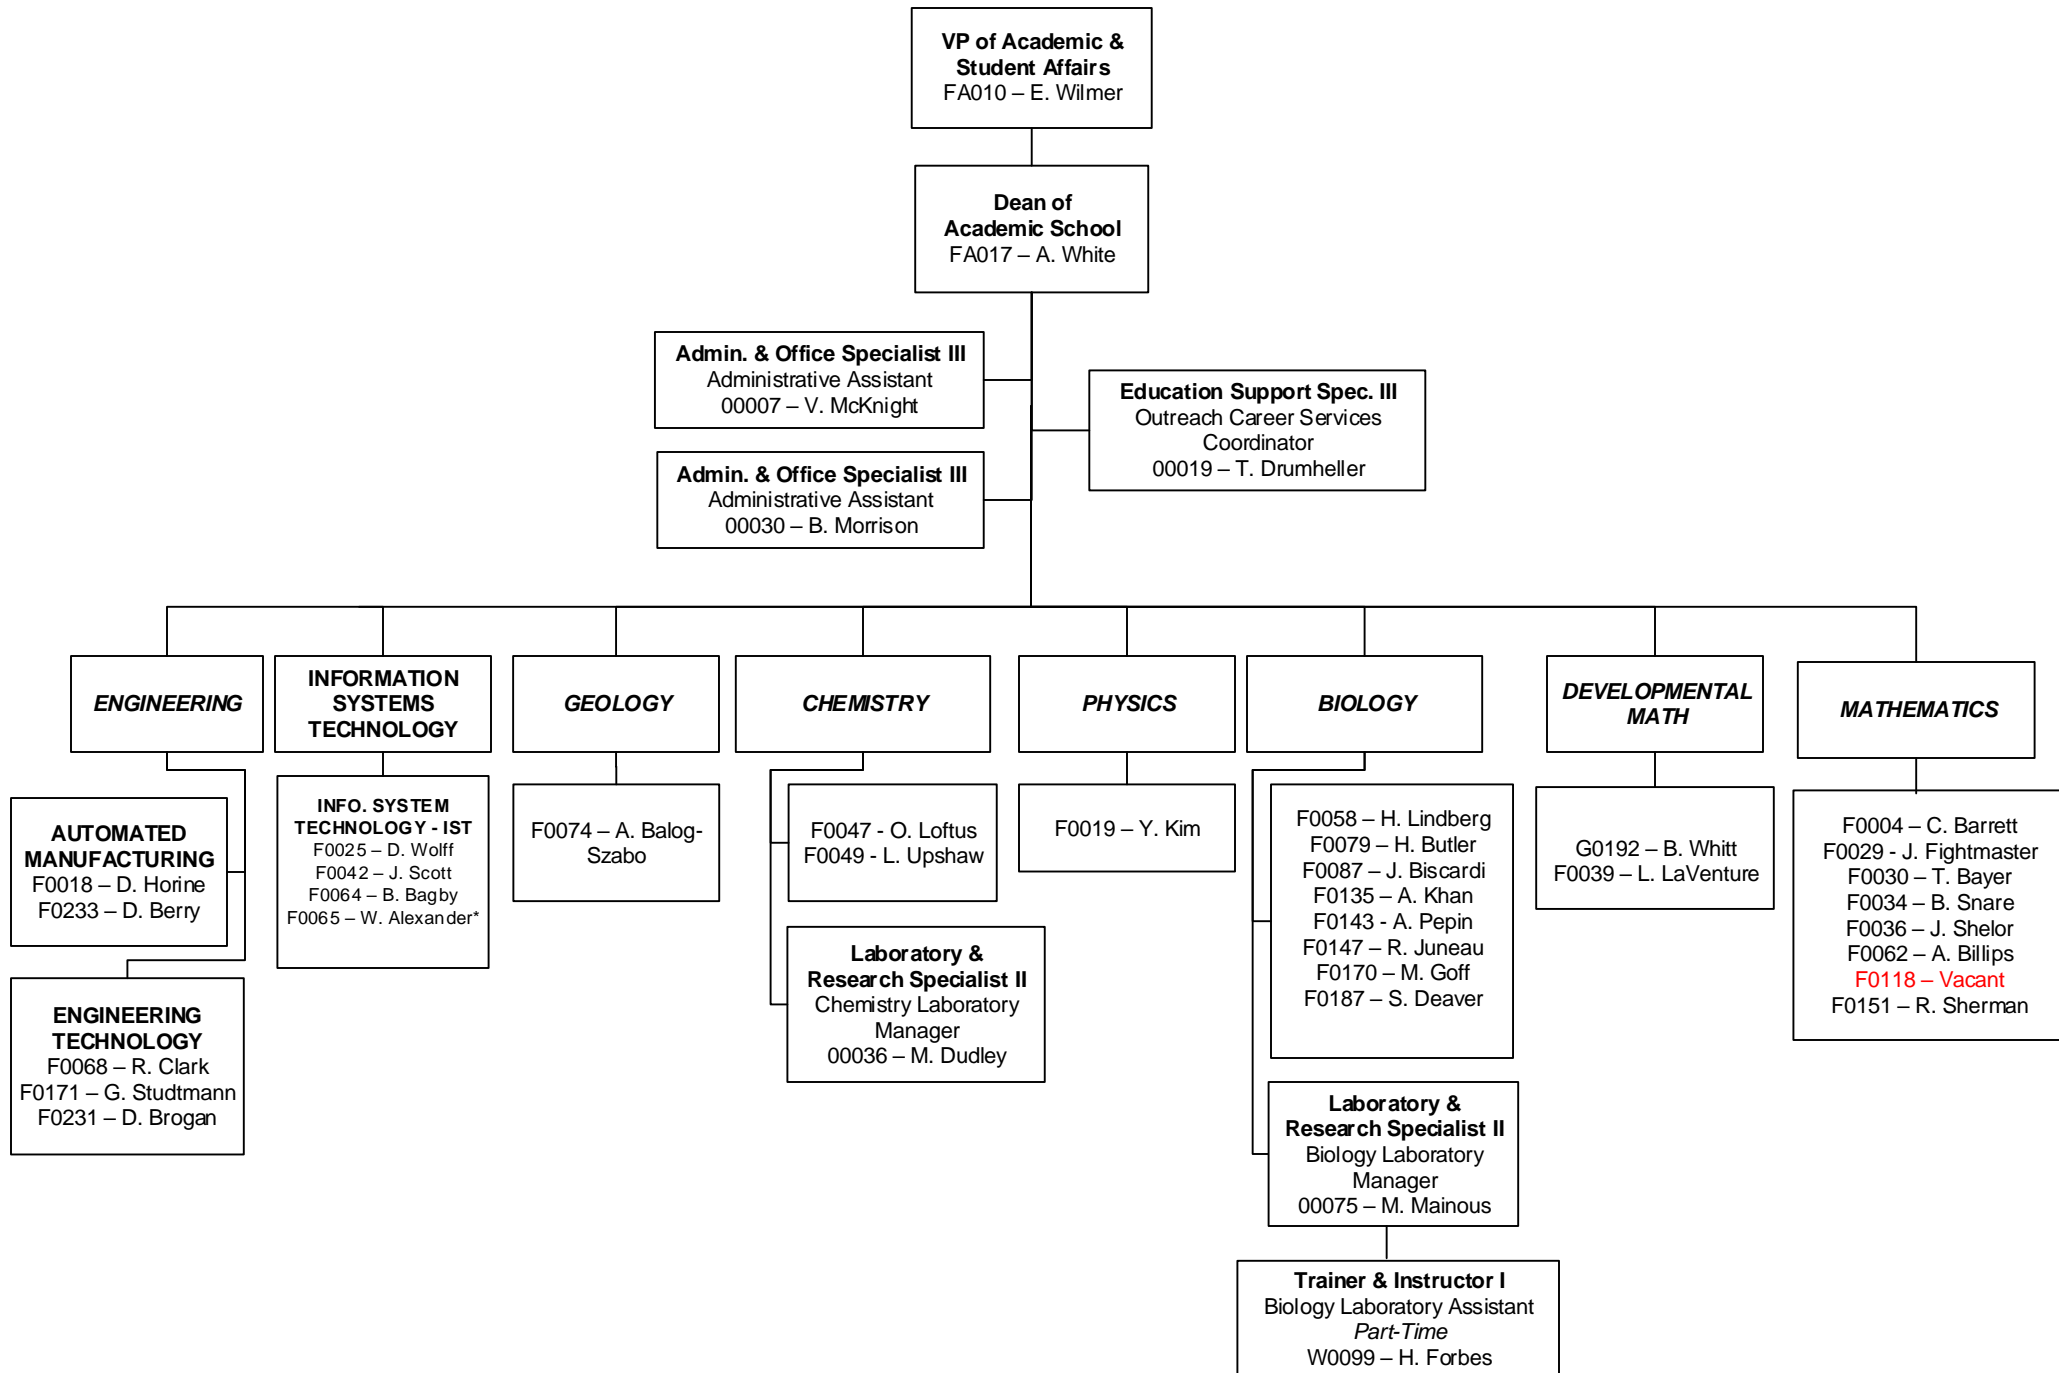 VP of Academic &
Student Affairs
FA010 – E. Wilmer
Dean of
Academic School
FA017 – A. White
Admin. & Office Specialist III
Administrative Assistant
00007 – V. McKnight
Education Support Spec. III
Outreach Career Services
Coordinator
00019 – T. Drumheller
Admin. & Office Specialist III
Administrative Assistant
00030 – B. Morrison
ENGINEERING
INFORMATION
SYSTEMS
TECHNOLOGY
GEOLOGY
CHEMISTRY
PHYSICS
BIOLOGY
DEVELOPMENTAL
MATH
MATHEMATICS
AUTOMATED
MANUFACTURING
F0018 – D. Horine
F0233 – D. Berry
ENGINEERING
TECHNOLOGY
F0068 – R. Clark
F0171 – G. Studtmann
F0231 – D. Brogan
INFO. SYSTEM
TECHNOLOGY - IST
F0025 – D. Wolff
F0042 – J. Scott
F0064 – B. Bagby
F0065 – W. Alexander*
F0074 – A. Balog-
Szabo
F0047 - O. Loftus
F0049 - L. Upshaw
Laboratory &
Research Specialist II
Chemistry Laboratory
Manager
00036 – M. Dudley
F0019 – Y. Kim
F0058 – H. Lindberg
F0079 – H. Butler
F0087 – J. Biscardi
F0135 – A. Khan
F0143 - A. Pepin
F0147 – R. Juneau
F0170 – M. Goff
F0187 – S. Deaver
Laboratory &
Research Specialist II
Biology Laboratory
Manager
00075 – M. Mainous
Trainer & Instructor I
Biology Laboratory Assistant
Part-Time
W0099 – H. Forbes
G0192 – B. Whitt
F0039 – L. LaVenture
F0004 – C. Barrett
F0029 - J. Fightmaster
F0030 – T. Bayer
F0034 – B. Snare
F0036 – J. Shelor
F0062 – A. Billips
F0118 – Vacant
F0151 – R. Sherman